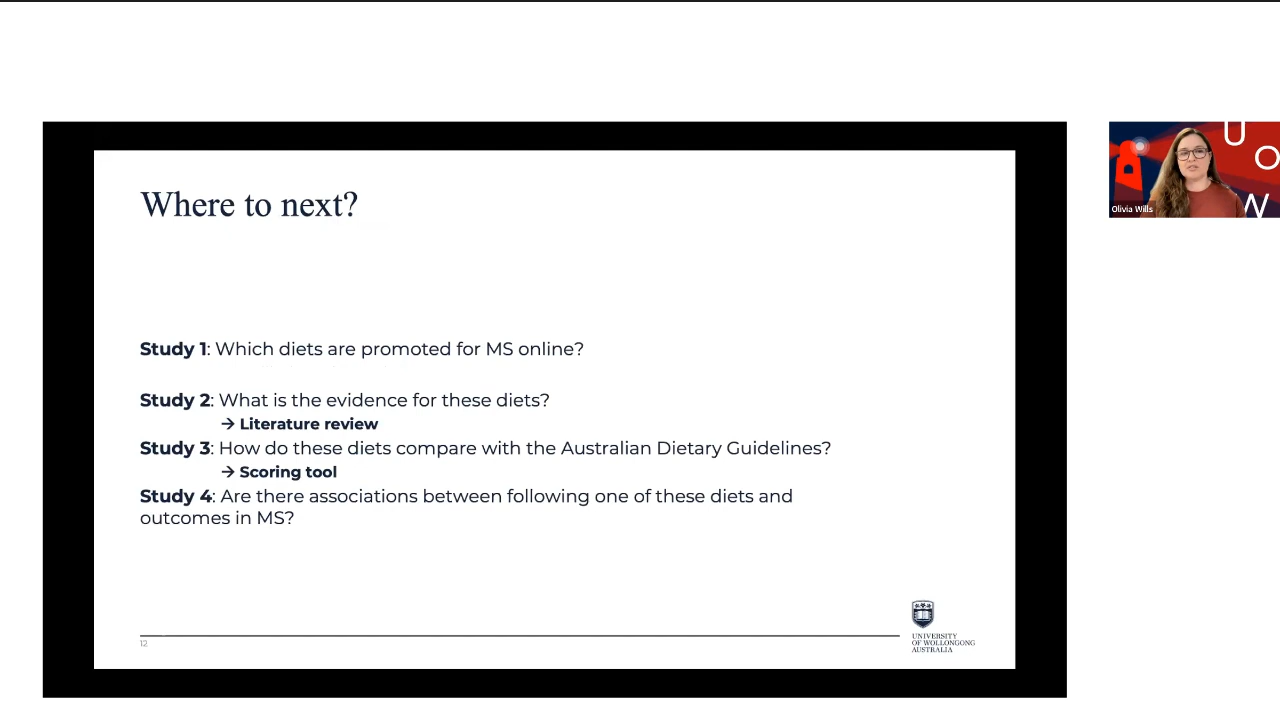 Where to next?
Study 1: Which diets are promoted for MS online?
Study 2: What is the evidence for these diets?
→ Literature review
Study 3: How do these diets compare with the Australian Dietary Guidelines?
→ Scoring tool
Study 4: Are there associations between following one of these diets and
outcomes in MS?
12
UNIVERSITY
OF WOLLONGONG
AUSTRALIA
U
O
W
Olivia Wills